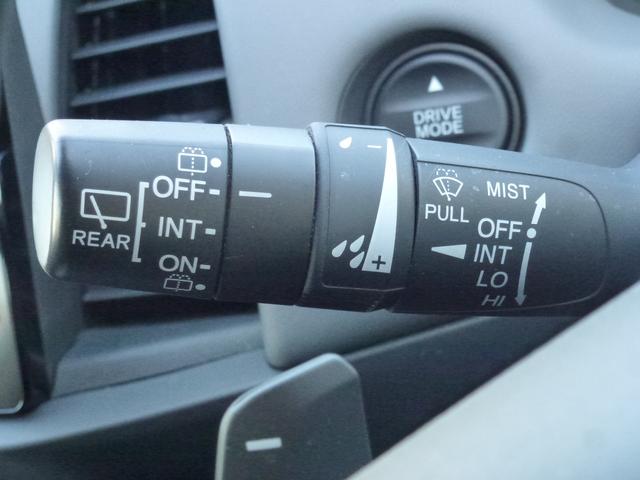 DRIVE
MODE
REAR
OFF
INT
ON
- 
+
PULL
MIST
OFF
INT
LO
HI
-